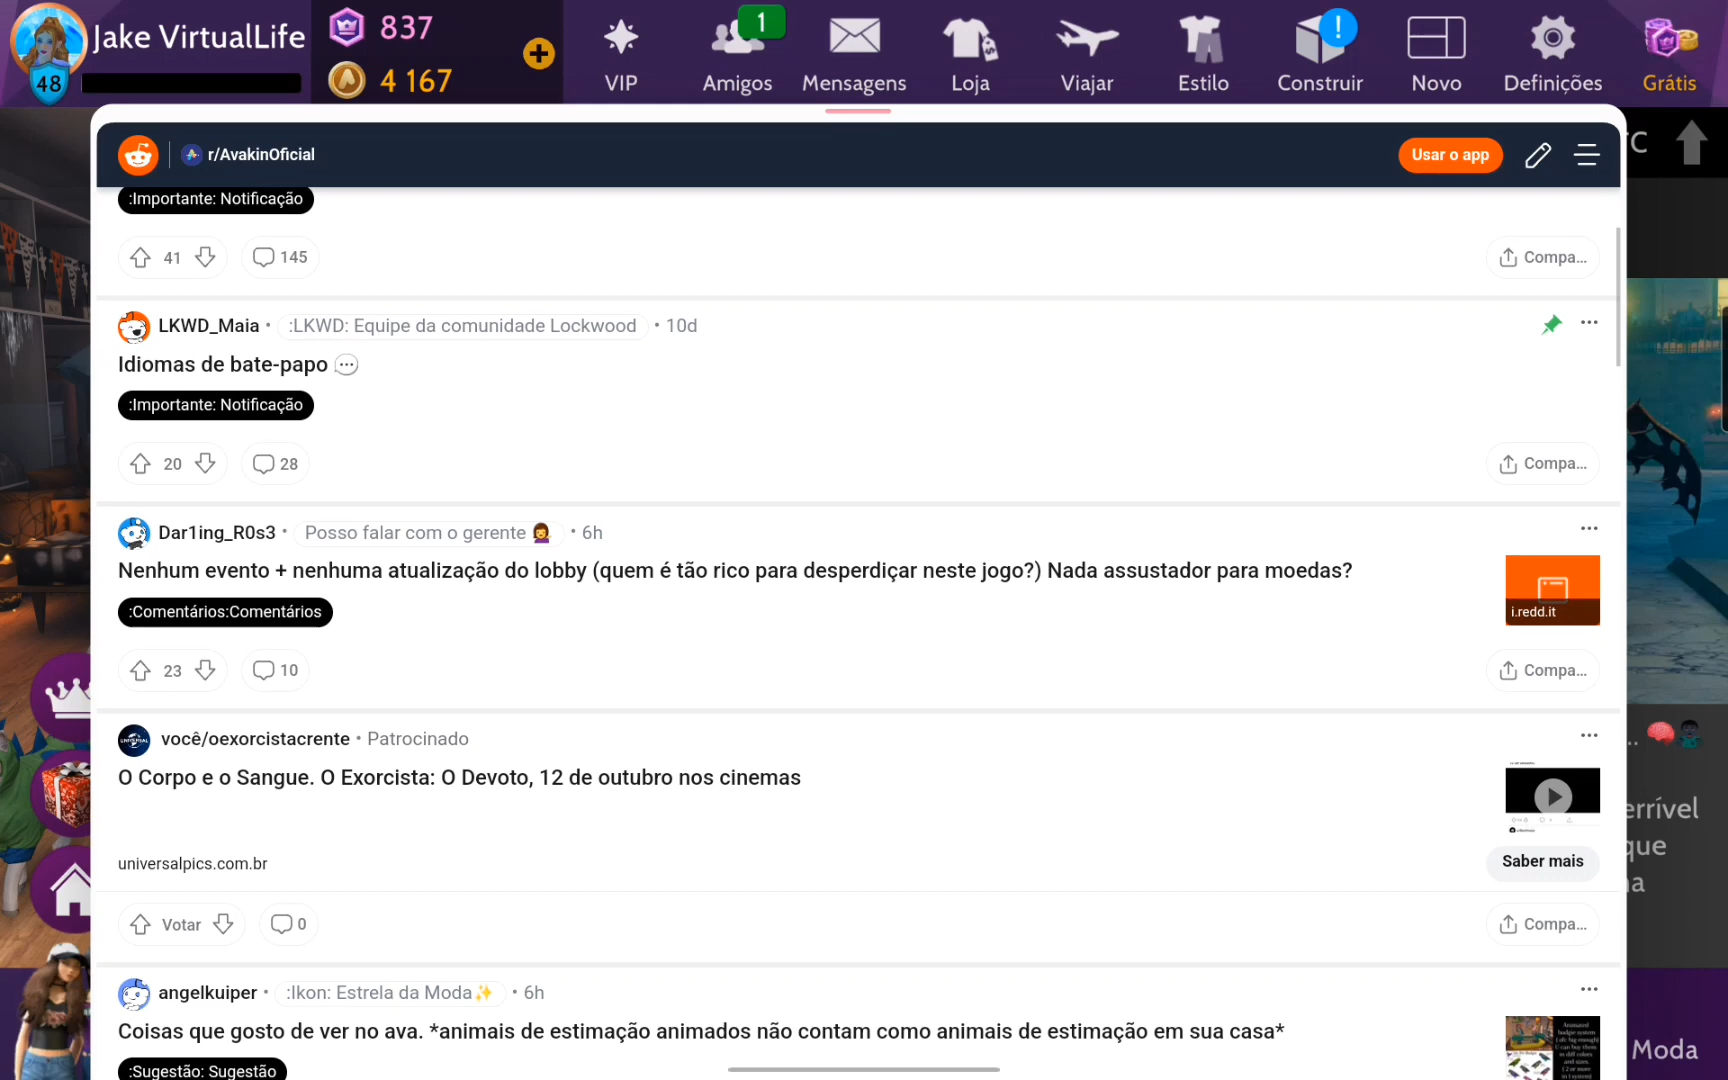 Jake VirtualLife
48
837
4 167
VIP
1
Amigos
Mensagens
Loja
Viajar
Estilo
!
Construir
Novo
Definições
Grátis
r/AvakinOficial
Usar o app
:Importante: Notificação
41
145
Compa...
LKWD_Maia • :LKWD: Equipe da comunidade Lockwood • 10d
Idiomas de bate-papo 💬
:Importante: Notificação
20
28
Compa...
Dar1ing_R0s3 • Posso falar com o gerente 🙎‍♀️ • 6h
Nenhum evento + nenhuma atualização do lobby (quem é tão rico para desperdiçar neste jogo?) Nada assustador para moedas?
i.redd.it
:Comentários:Comentários
23
10
Compa...
UNIVERSAL
você/oexorcistacrente • Patrocinado
O Corpo e o Sangue. O Exorcista: O Devoto, 12 de outubro nos cinemas
universalpics.com.br
Saber mais
Votar
0
Compa...
errível
que
na
angelkuiper • :Ikon: Estrela da Moda✨ • 6h
Coisas que gosto de ver no ava. *animais de estimação animados não contam como animais de estimação em sua casa*
:Sugestão: Sugestão
Animated
badgie system
Moda